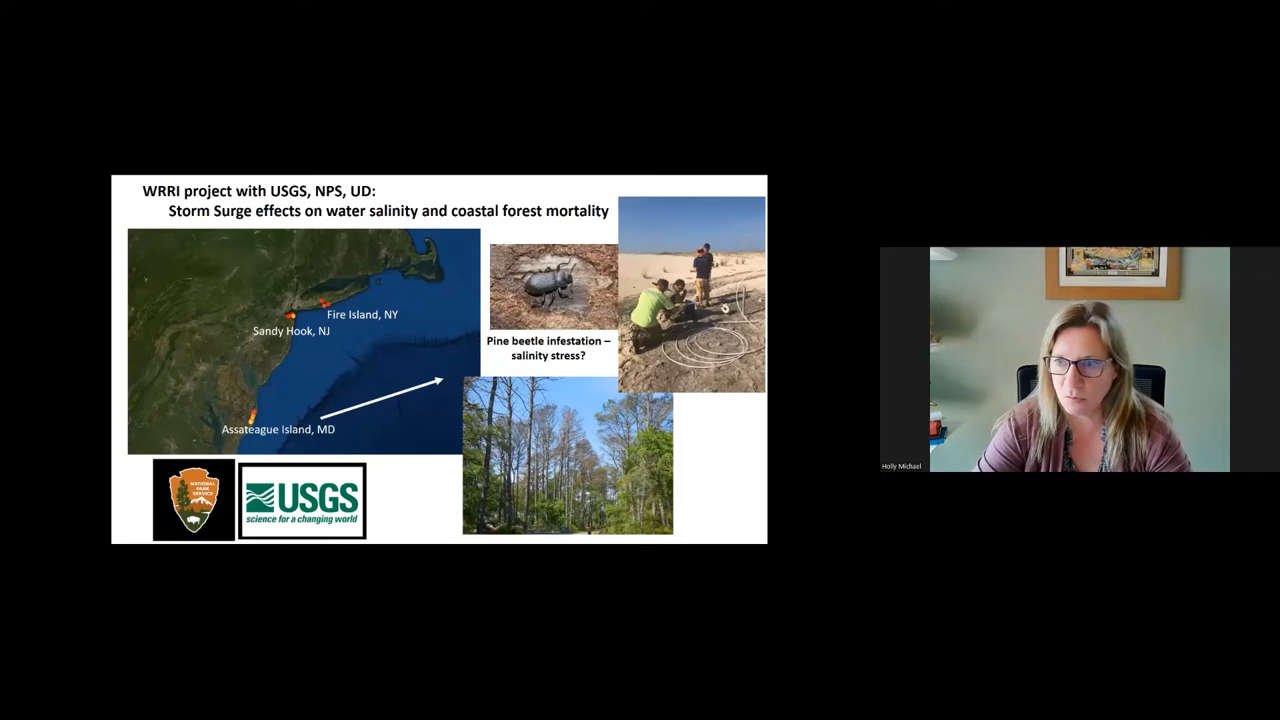 WRRI project with USGS, NPS, UD:
Storm Surge effects on water salinity and coastal forest mortality
Fire Island, NY
Sandy Hook, NJ
Assateague Island, MD
Pine beetle infestation –
salinity stress?
NATIONAL
PARK
SERVICE
USGS
science for a changing world
Holly Michael